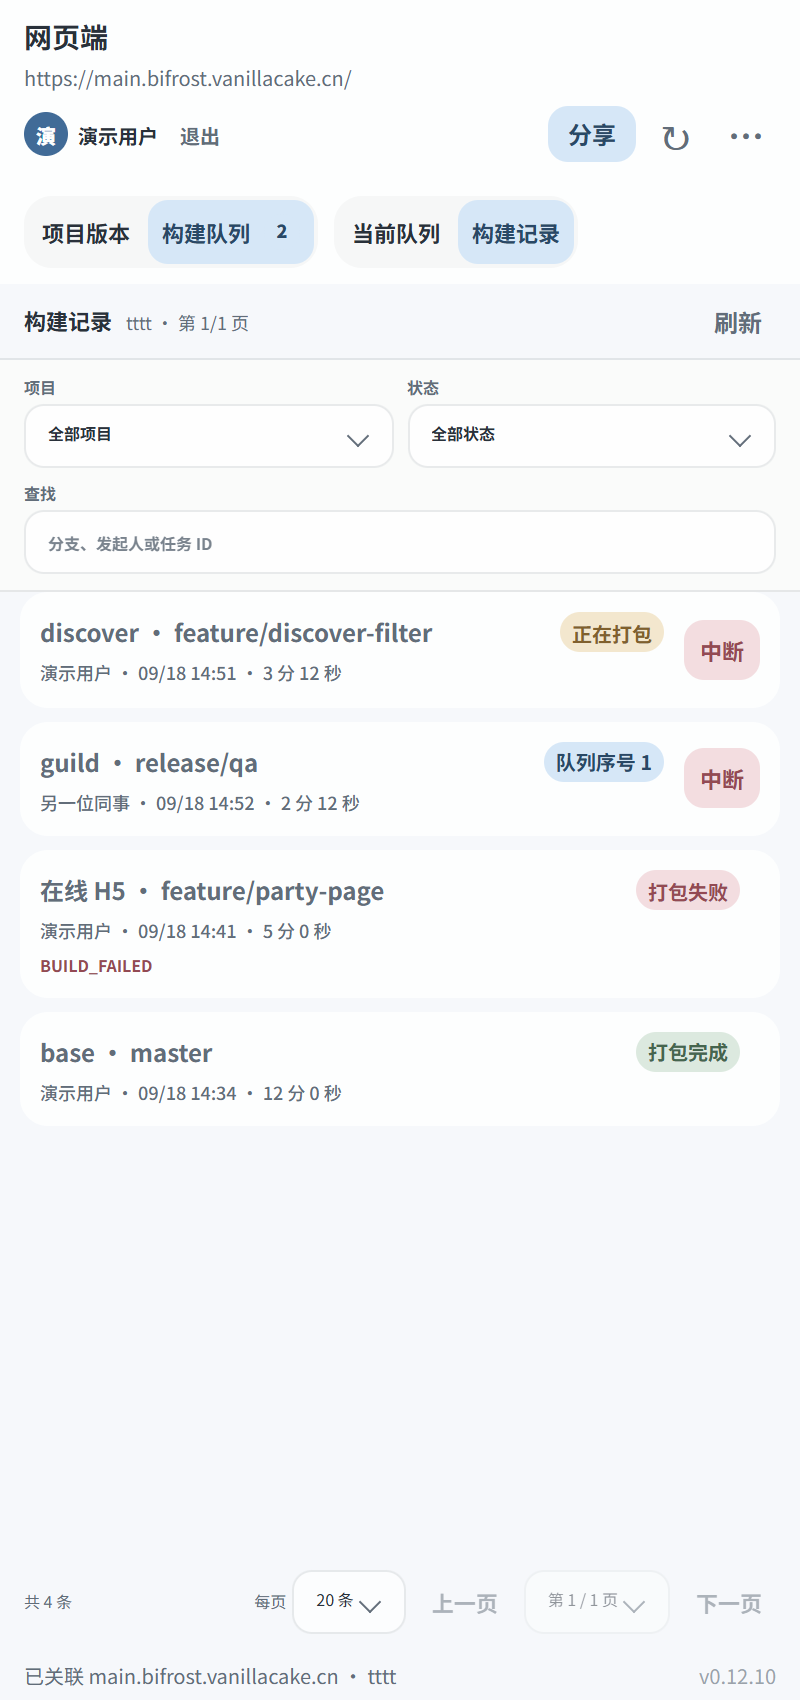 网页端
https://main.bifrost.vanillacake.cn/
演 演示用户 退出 分享 ↻ •••
项目版本 构建队列 2 当前队列 构建记录
构建记录 tttt · 第 1/1 页 刷新
项目 状态
全部项目 全部状态
查找
分支、发起人或任务 ID
discover · feature/discover-filter 正在打包 中断
演示用户 · 09/18 14:51 · 3 分 12 秒
guild · release/qa 队列序号 1 中断
另一位同事 · 09/18 14:52 · 2 分 12 秒
在线 H5 · feature/party-page 打包失败
演示用户 · 09/18 14:41 · 5 分 0 秒
BUILD_FAILED
base · master 打包完成
演示用户 · 09/18 14:34 · 12 分 0 秒
共 4 条 每页 20 条 上一页 第 1 / 1 页 下一页
已关联 main.bifrost.vanillacake.cn · tttt v0.12.10